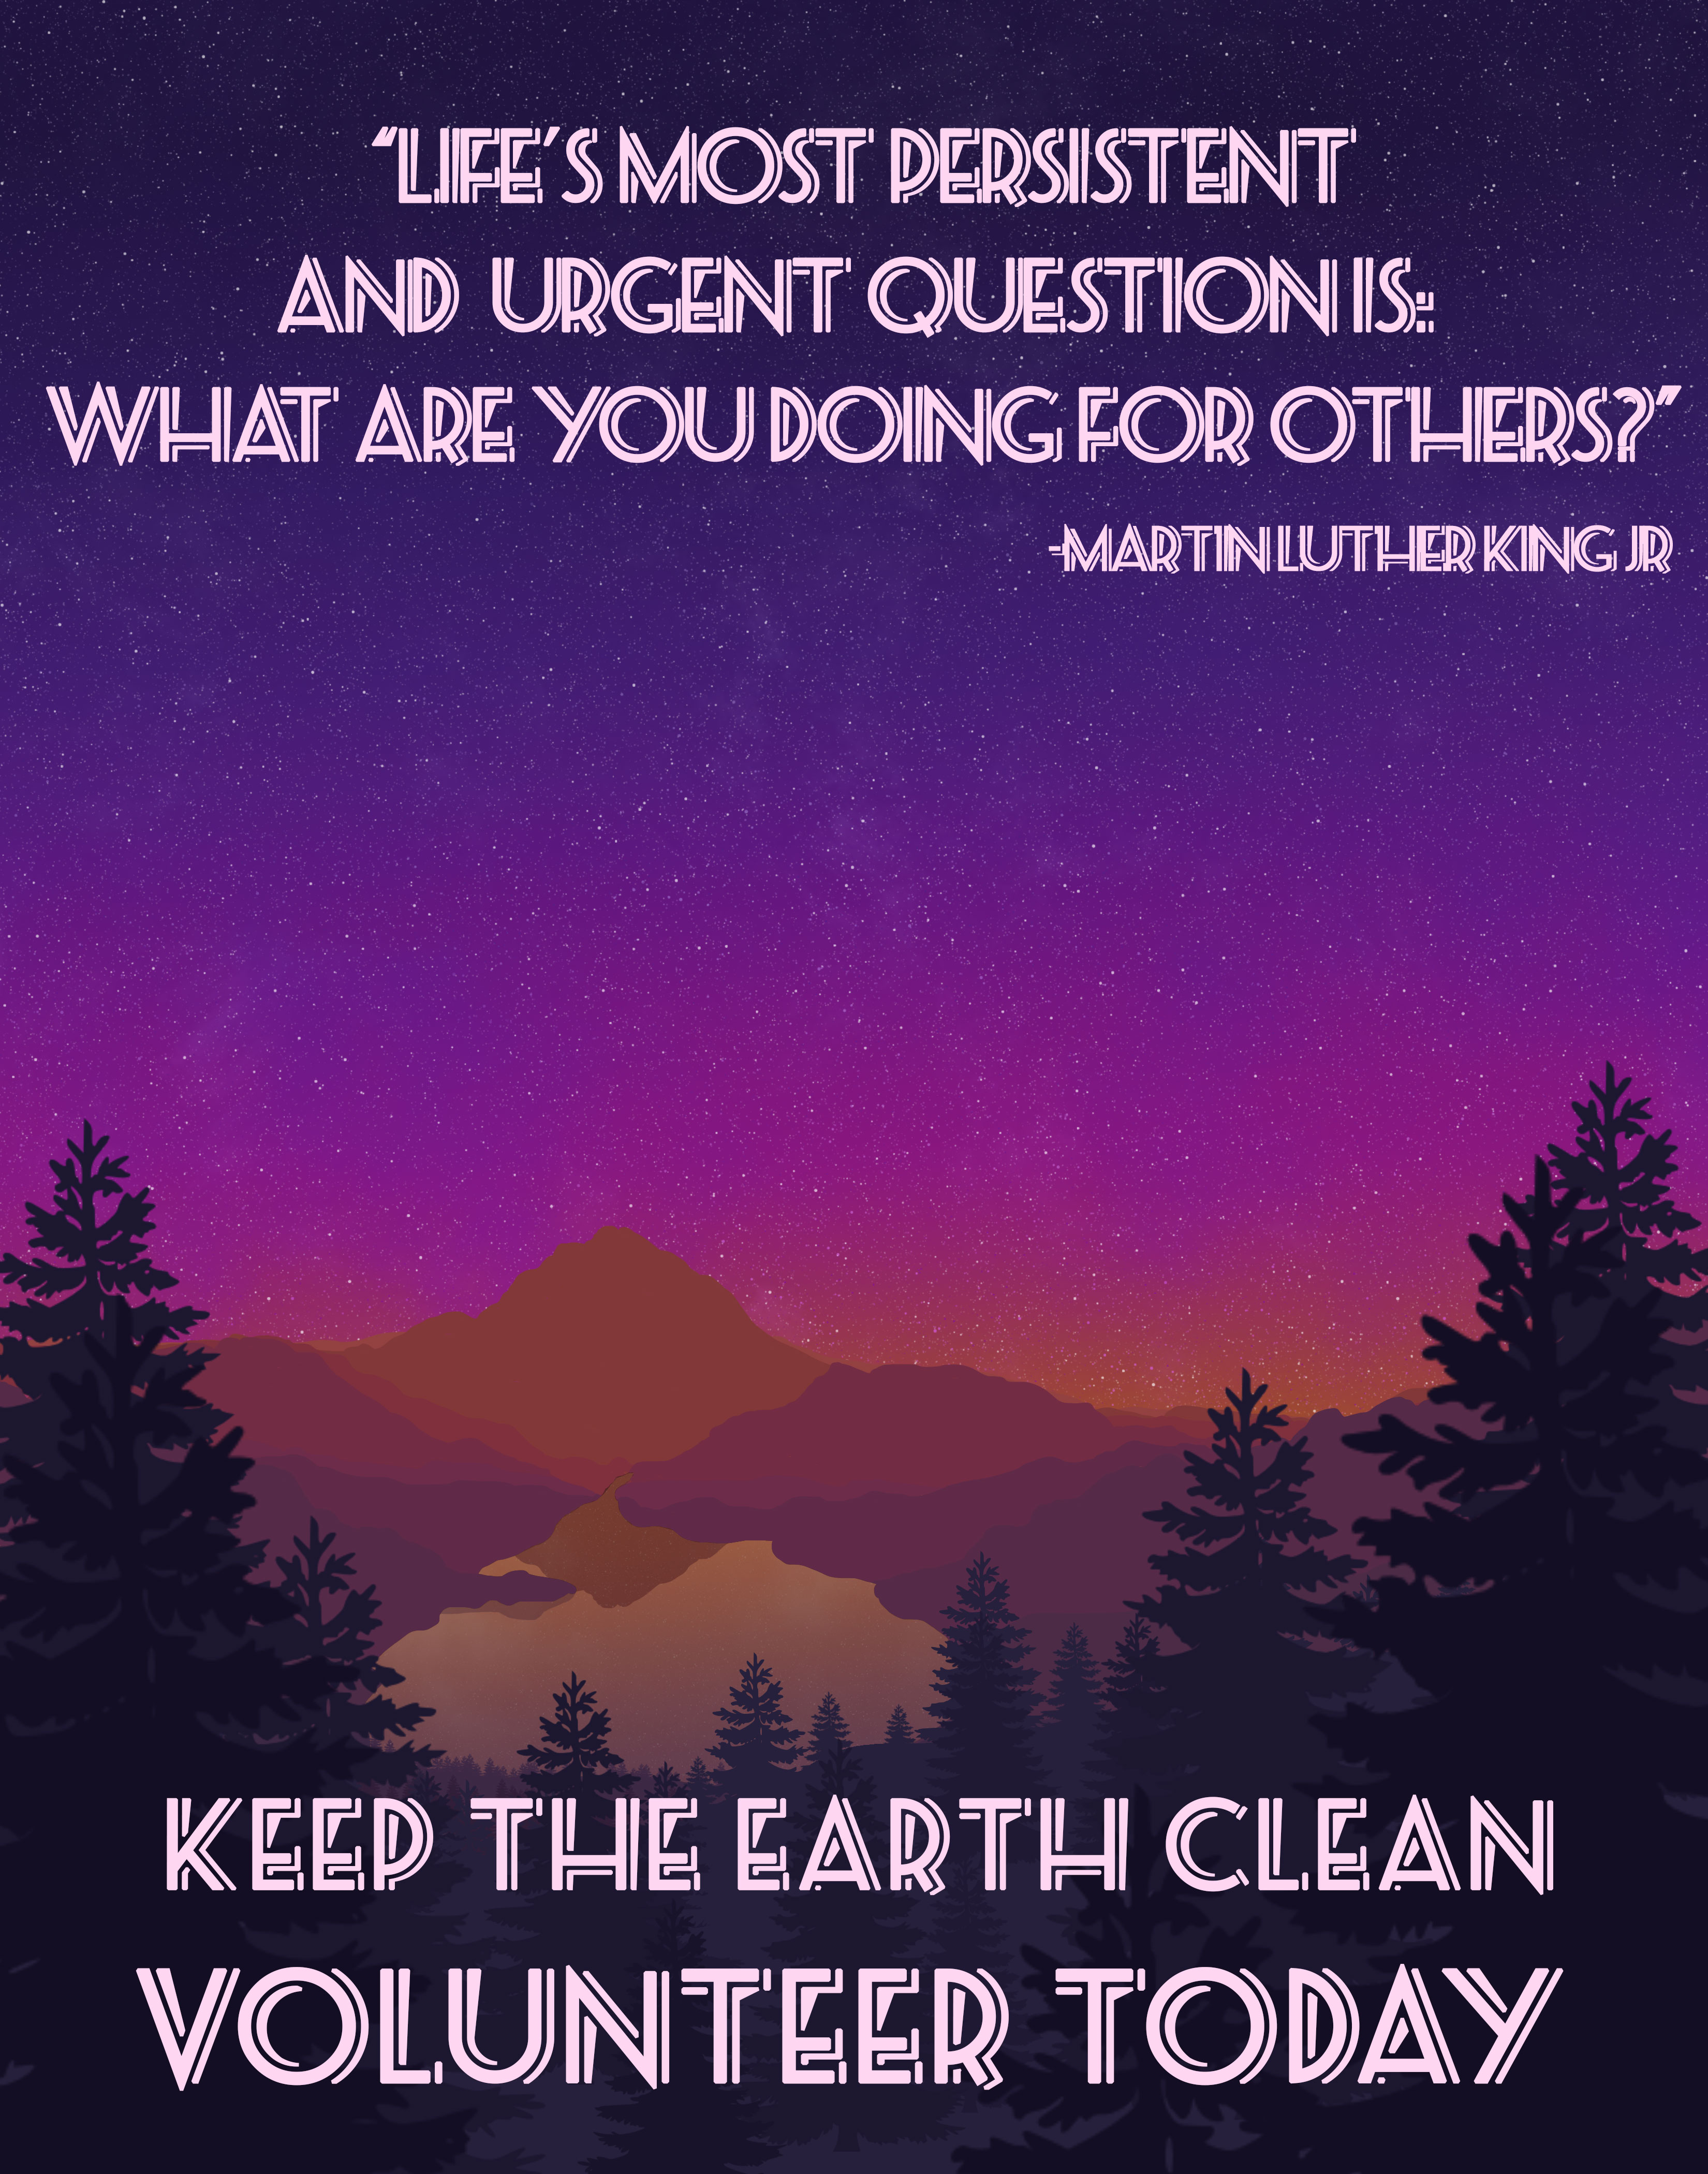 “LIFE’S MOST PERSISTENT
AND URGENT QUESTION IS:
WHAT ARE YOU DOING FOR OTHERS?”
-MARTIN LUTHER KING JR
KEEP THE EARTH CLEAN
VOLUNTEER TODAY